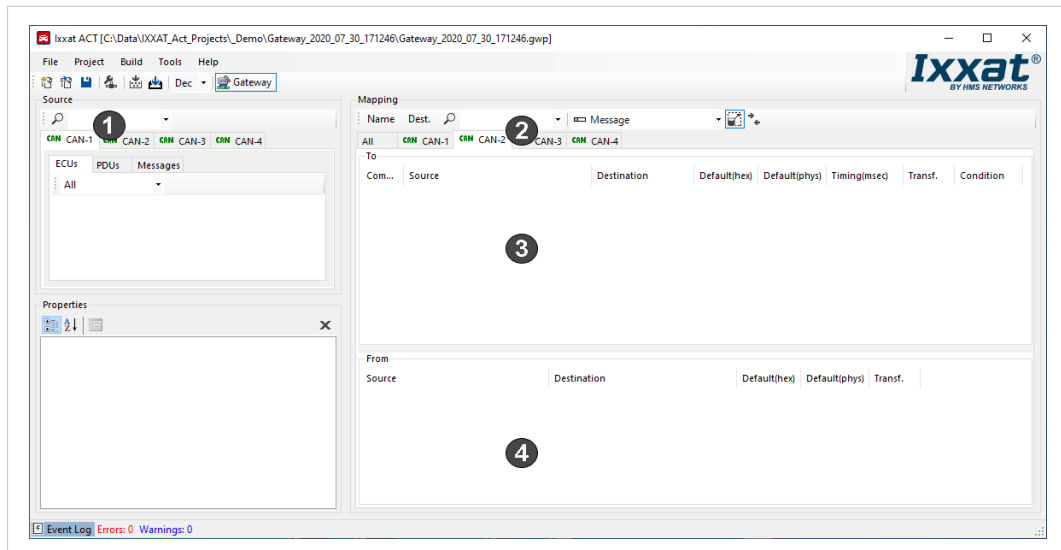 Ixxat ACT [C:\Data\IXXAT_Act_Projects\_Demo\Gateway_2020_07_30_171246\Gateway_2020_07_30_171246.gwp]
File Project Build Tools Help
Ixxat®
BY HMS NETWORKS
Dec Gateway
Source
1
CAN CAN-1 CAN-2 CAN CAN-3 CAN CAN-4
ECUs PDUs Messages
All
Properties
Mapping
Name Dest. Message
2
All CAN CAN-1 CAN CAN-2 CAN-3 CAN CAN-4
To
Com... Source Destination Default(hex) Default(phys) Timing(msec) Transf. Condition
3
From
Source Destination Default(hex) Default(phys) Transf.
4
Event Log Errors: 0 Warnings: 0